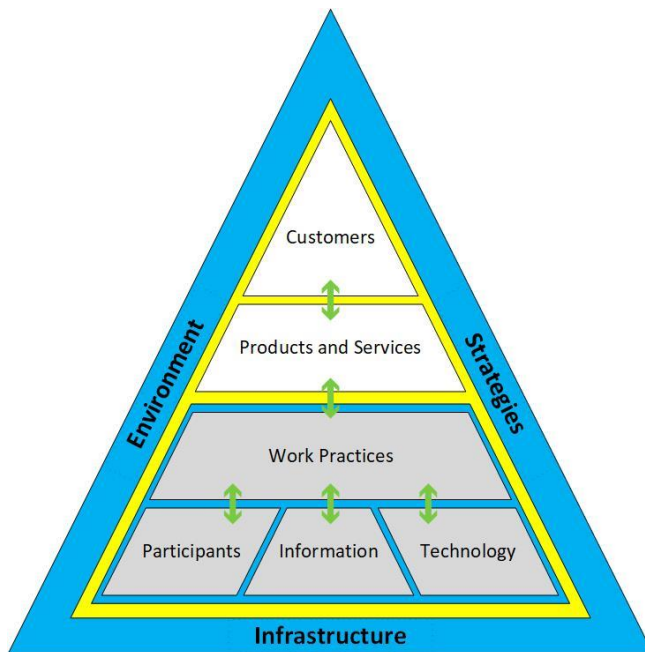 Customers
Products and Services
Environment
Strategies
Work Practices
Participants
Information
Technology
Infrastructure